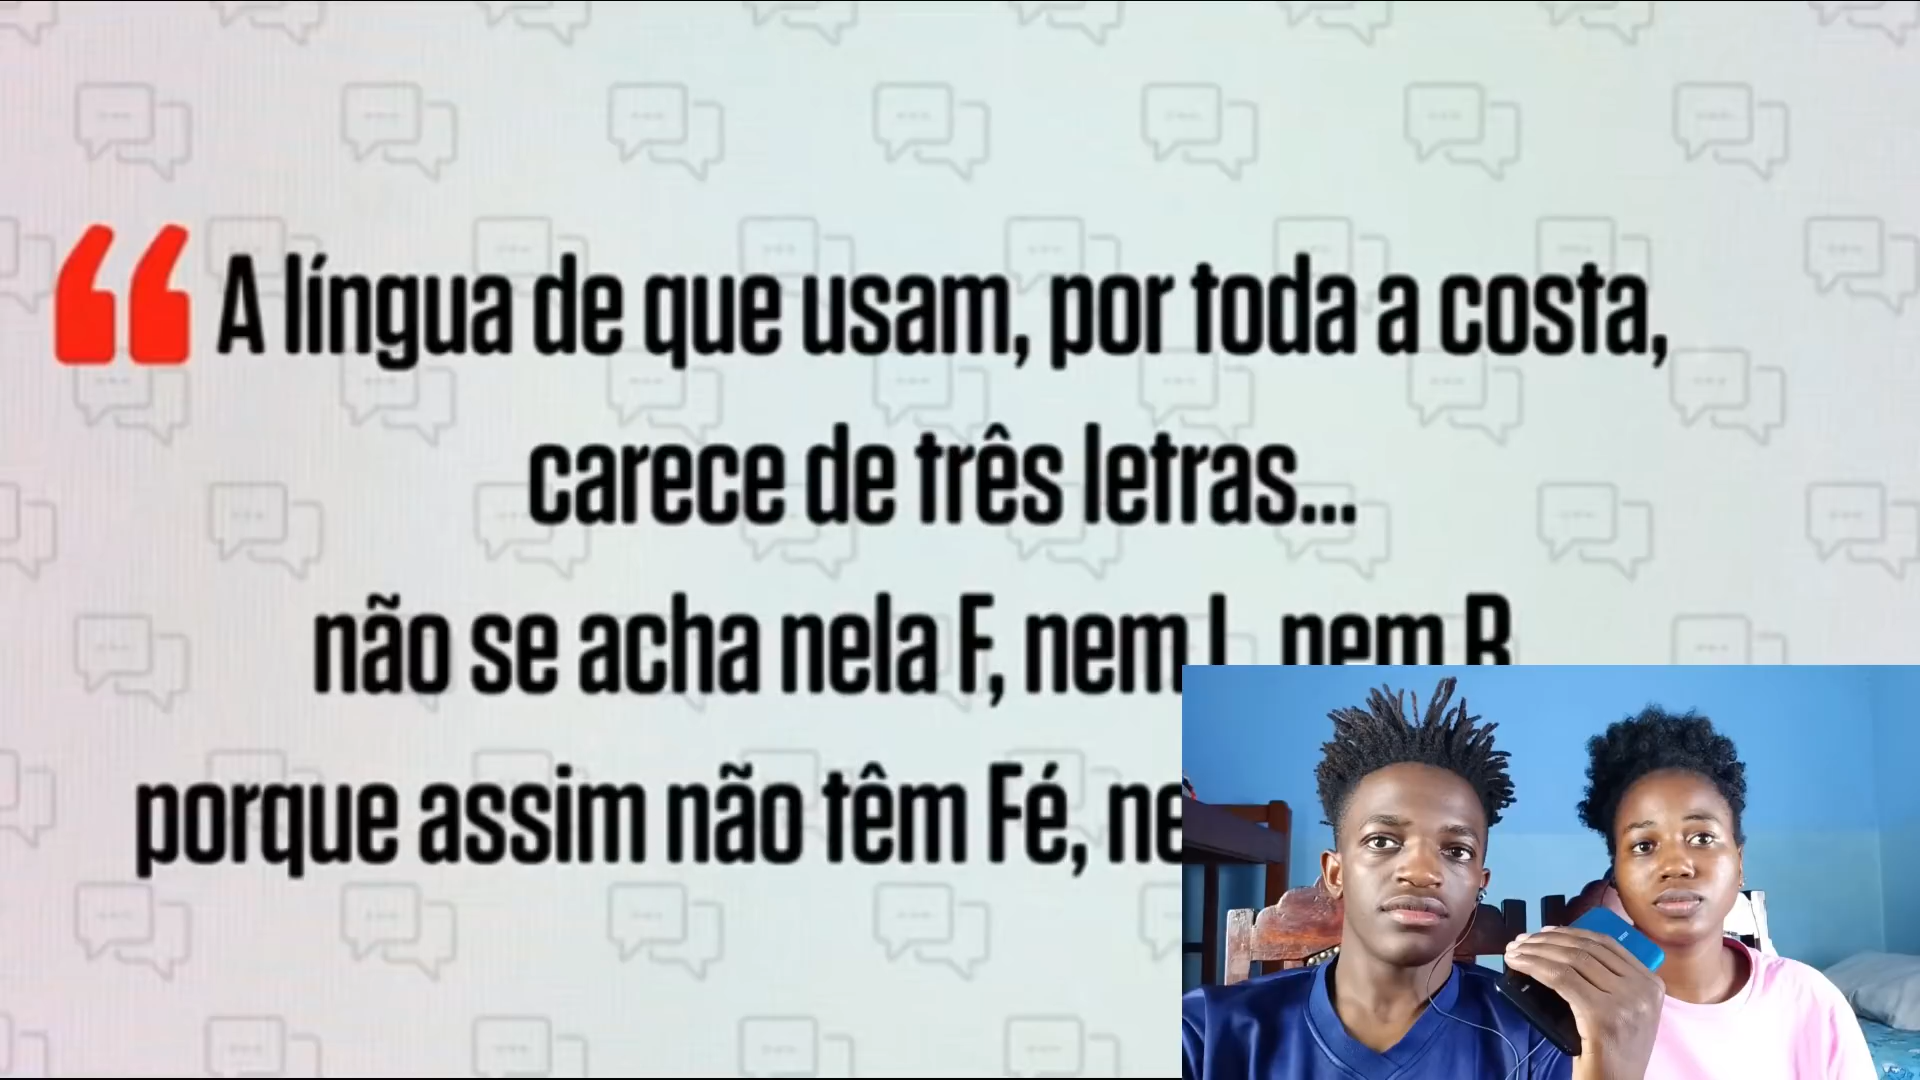 “A língua de que usam, por toda a costa,
carece de três letras...
não se acha nela F, nem L, nem R,
porque assim não têm Fé,